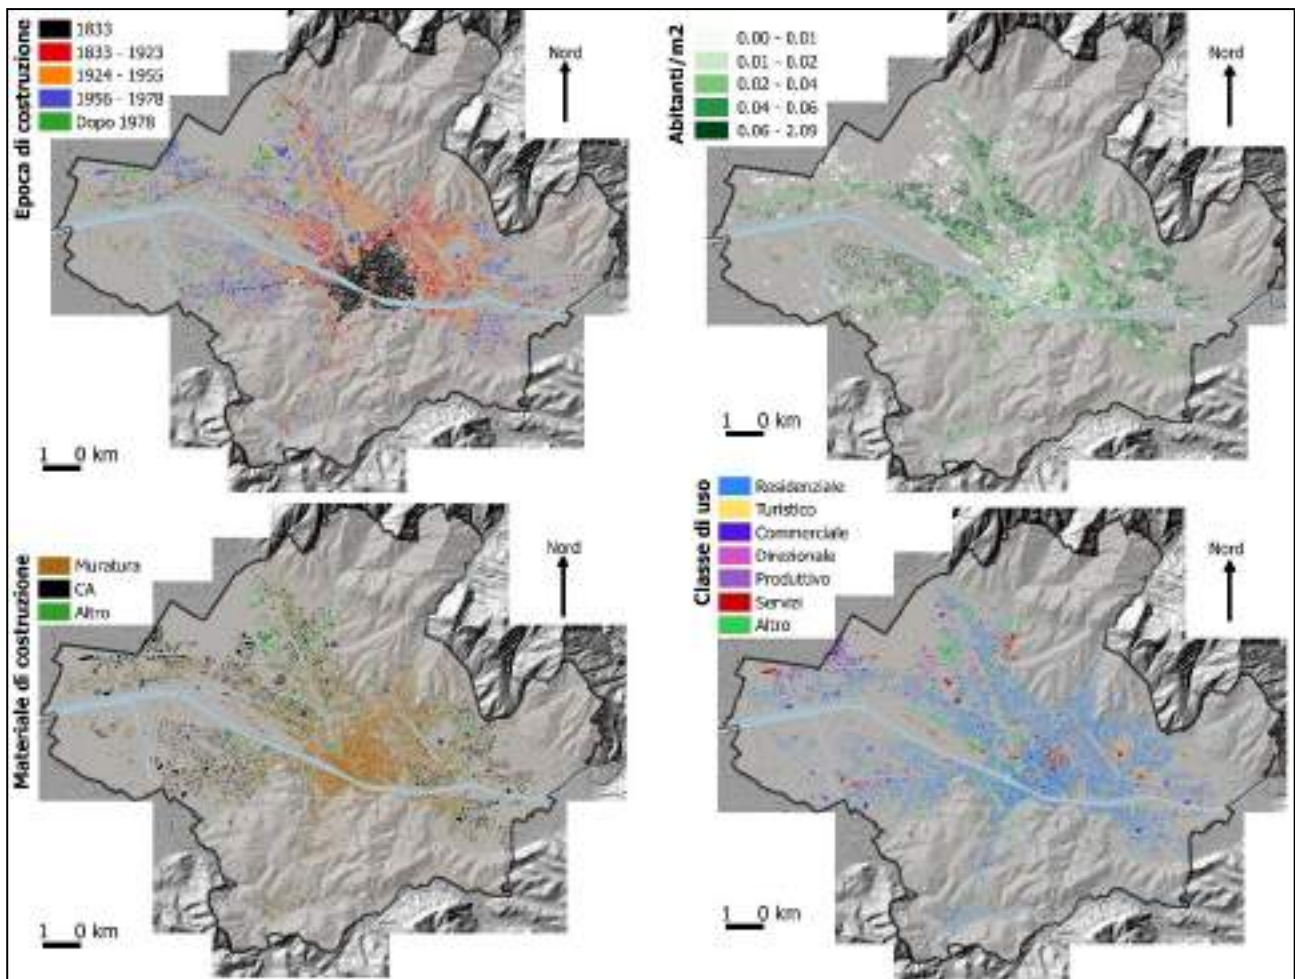 Epoca di costruzione
1833
1833 - 1923
1924 - 1955
1956 - 1978
Dopo 1978
Nord
1 0 km
Abitanti/m2
0.00 - 0.01
0.01 - 0.02
0.02 - 0.04
0.04 - 0.06
0.06 - 2.09
Nord
1 0 km
Materiale di costruzione
Muratura
CA
Altro
Nord
1 0 km
Classe di uso
Residenziale
Turistico
Commerciale
Direzionale
Produttivo
Servizi
Altro
Nord
1 0 km